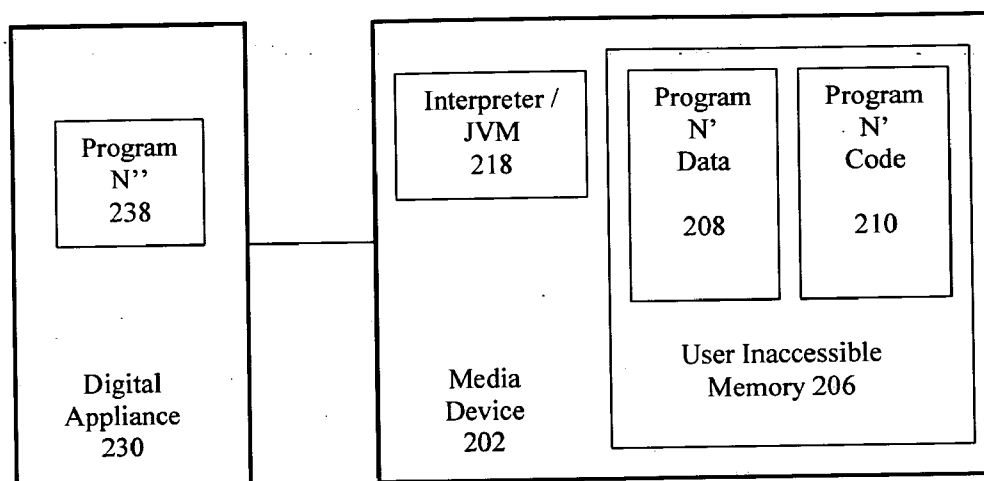 Program
N’’
238
Digital
Appliance
230
Interpreter /
JVM
218
Media
Device
202
Program
N’
Data
208
Program
N’
Code
210
User Inaccessible
Memory 206